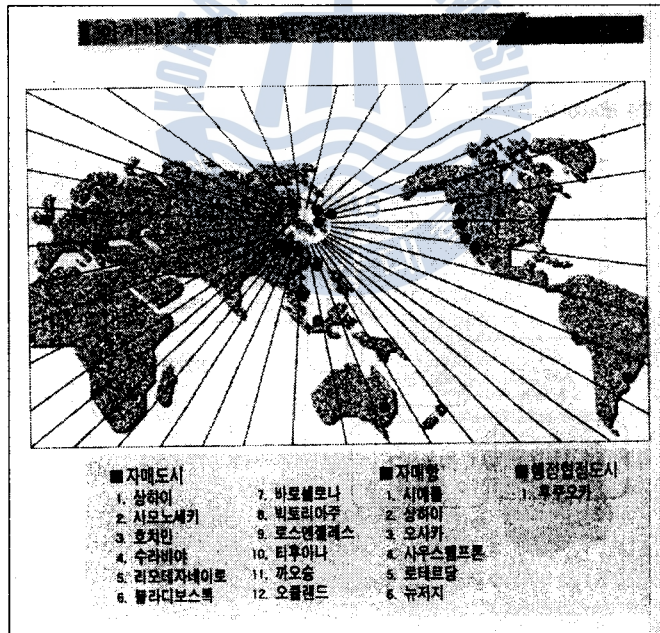 ■자매도시
1. 상하이
2. 시모노세키
3. 호치민
4. 수라바야
5. 리오데자네이로
6. 블라디보스톡
7. 바르셀로나
8. 빅토리아주
9. 로스엔젤레스
10. 티후아나
11. 까오슝
12. 오클랜드
■자매항
1. 시애틀
2. 상하이
3. 오사카
4. 사우스햄프톤
5. 로테르담
6. 뉴저지
■행정협정도시
1. 후쿠오카